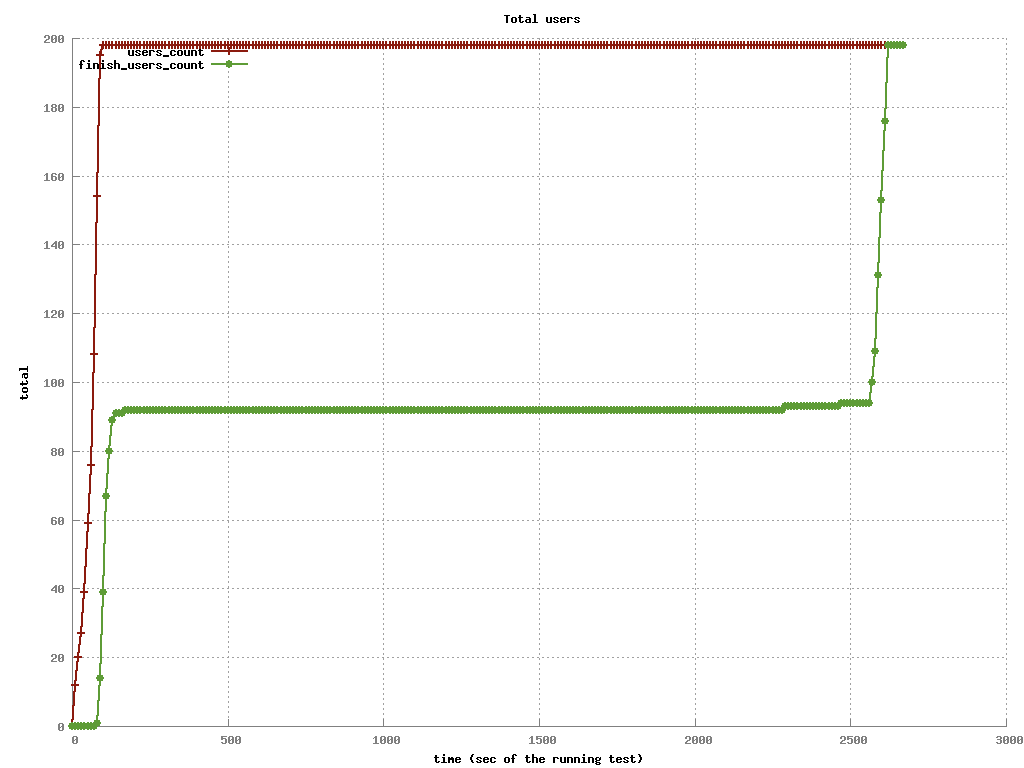 Total users
200
users_count
finish_users_count
180
160
140
120
total
100
80
60
40
20
0
0 500 1000 1500 2000 2500 3000
time (sec of the running test)